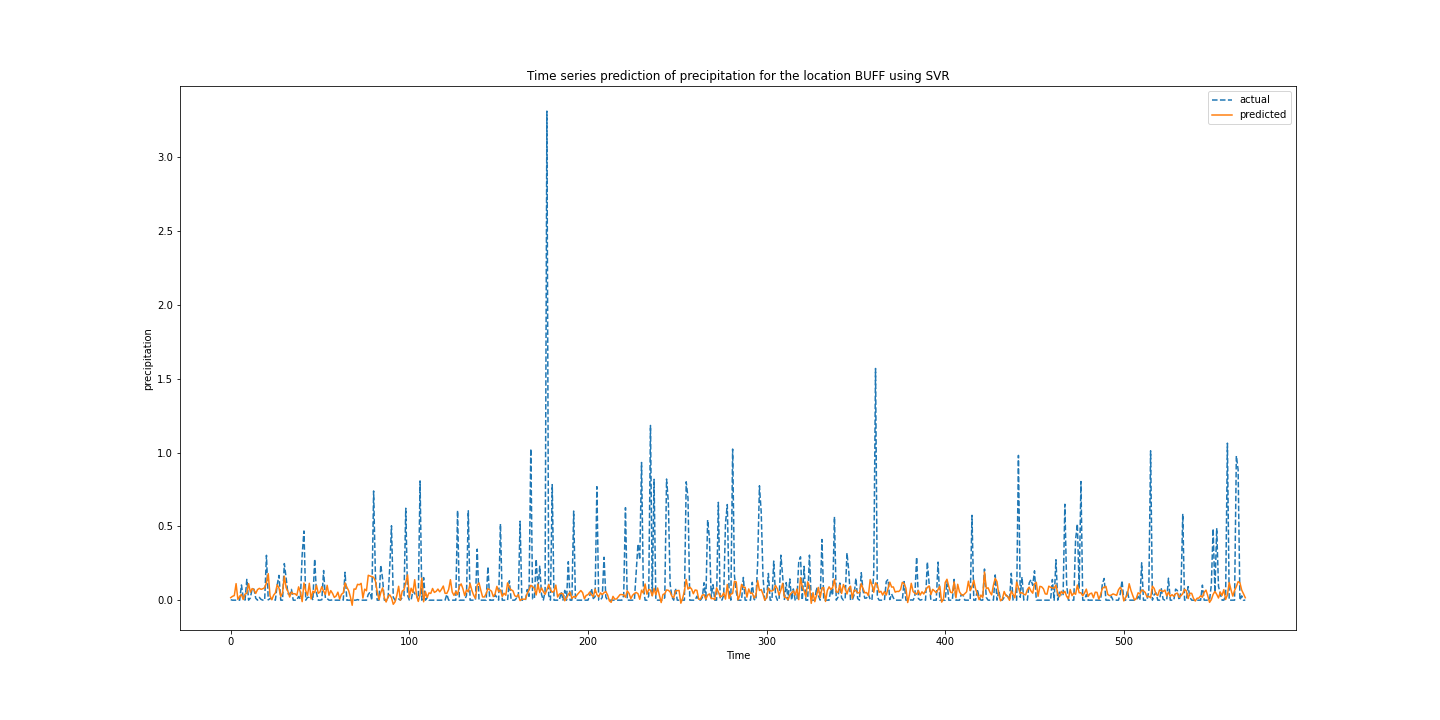 Time series prediction of precipitation for the location BUFF using SVR
actual
predicted
3.0
2.5
2.0
1.5
1.0
0.5
0.0
precipitation
0 100 200 300 400 500
Time